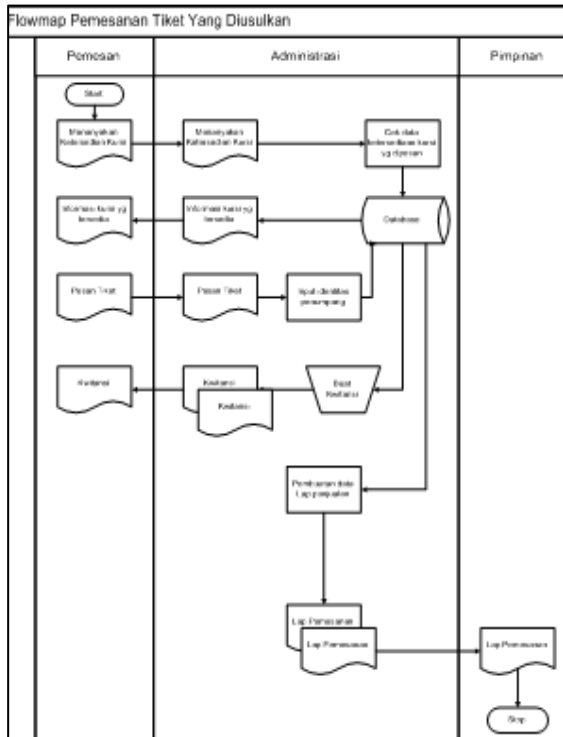 Flowmap Pemesanan Tiket Yang Diusulkan
Pemesan
Administrasi
Pimpinan
Start
Menanyakan
Ketersedian Kursi
Menanyakan
Ketersedian Kursi
Cek data
ketersediaan kursi
yg dipesan
Informasi kursi yg
tersedia
Informasi kursi yg
tersedia
Database
Pesan Tiket
Pesan Tiket
Input identitas
penumpang
Kwitansi
Kwitansi
Kwitansi
Buat
Kwitansi
Pembuatan data
Lap penjualan
Lap Pemesanan
Lap Pemesanan
Lap Pemesanan
Stop